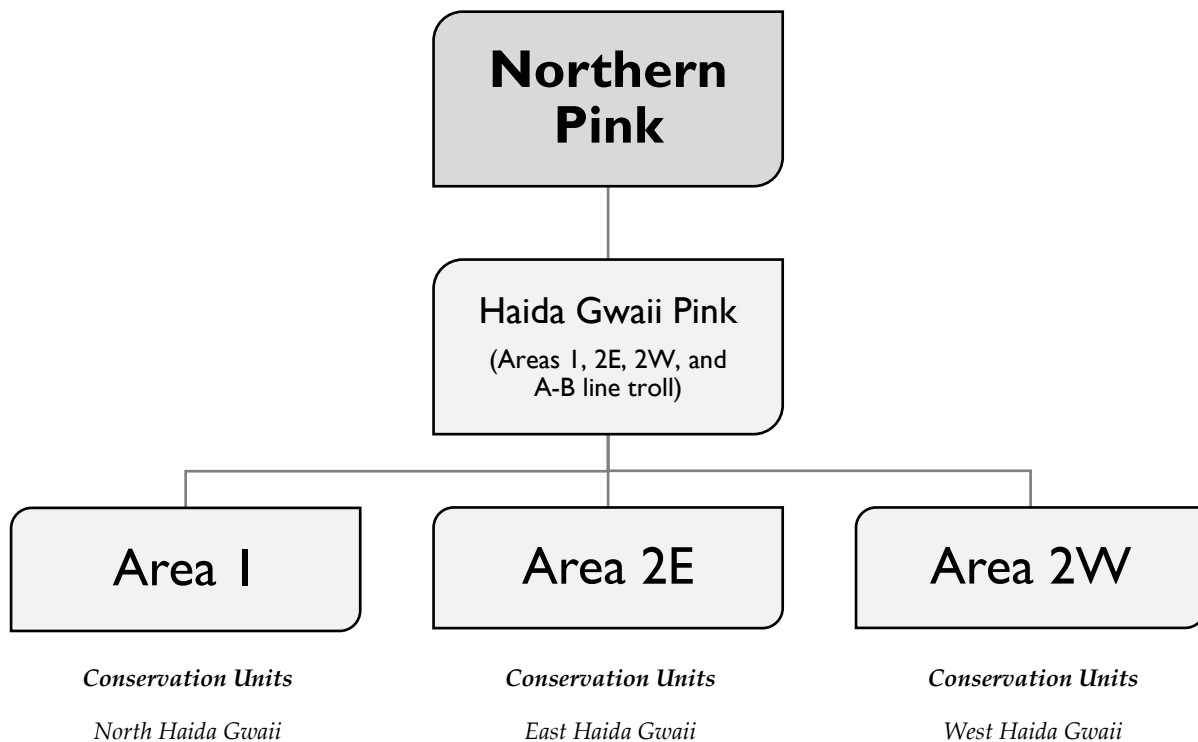 Northern
Pink
Haida Gwaii Pink
(Areas 1, 2E, 2W, and
A-B line troll)
Area 1
Area 2E
Area 2W
Conservation Units
Conservation Units
Conservation Units
North Haida Gwaii
East Haida Gwaii
West Haida Gwaii